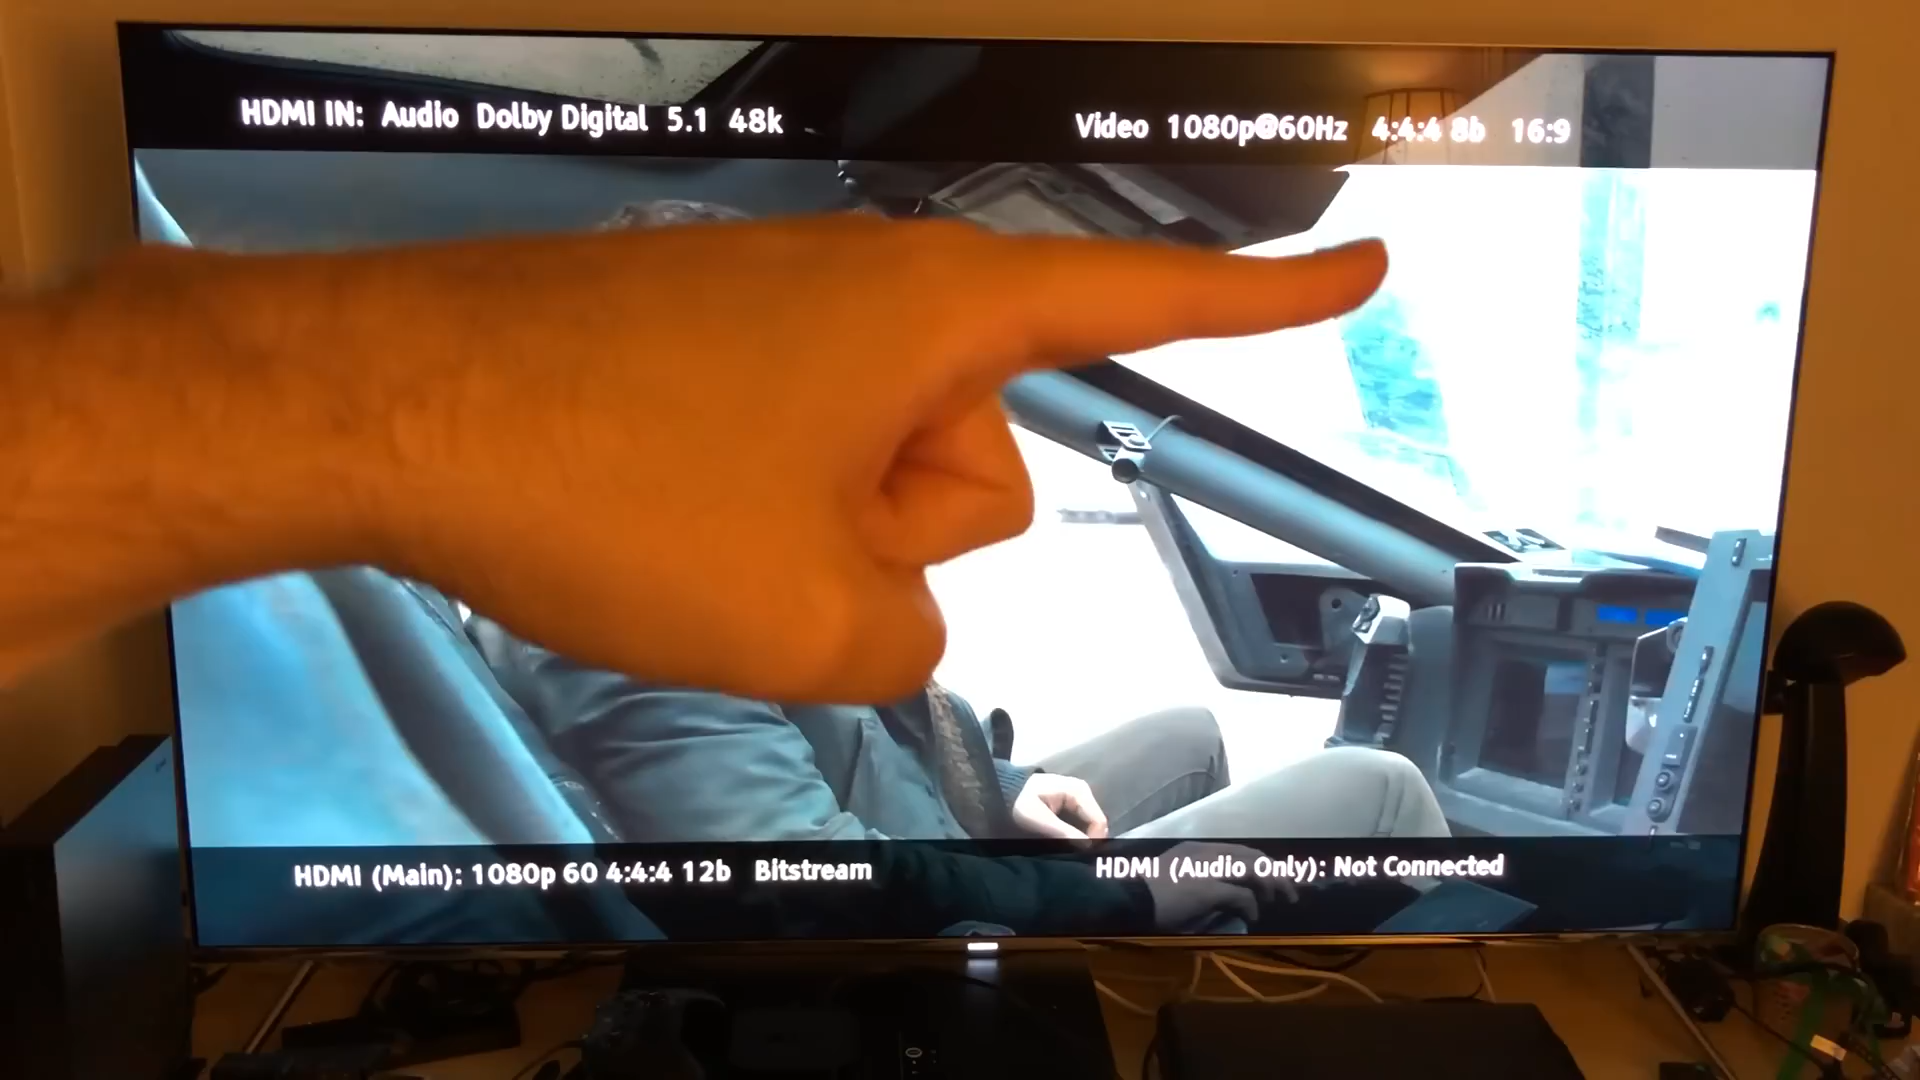 HDMI IN: Audio Dolby Digital 5.1 48k Video 1080p@60Hz 4:4:4 8b 16:9
HDMI (Main): 1080p 60 4:4:4 12b Bitstream HDMI (Audio Only): Not Connected